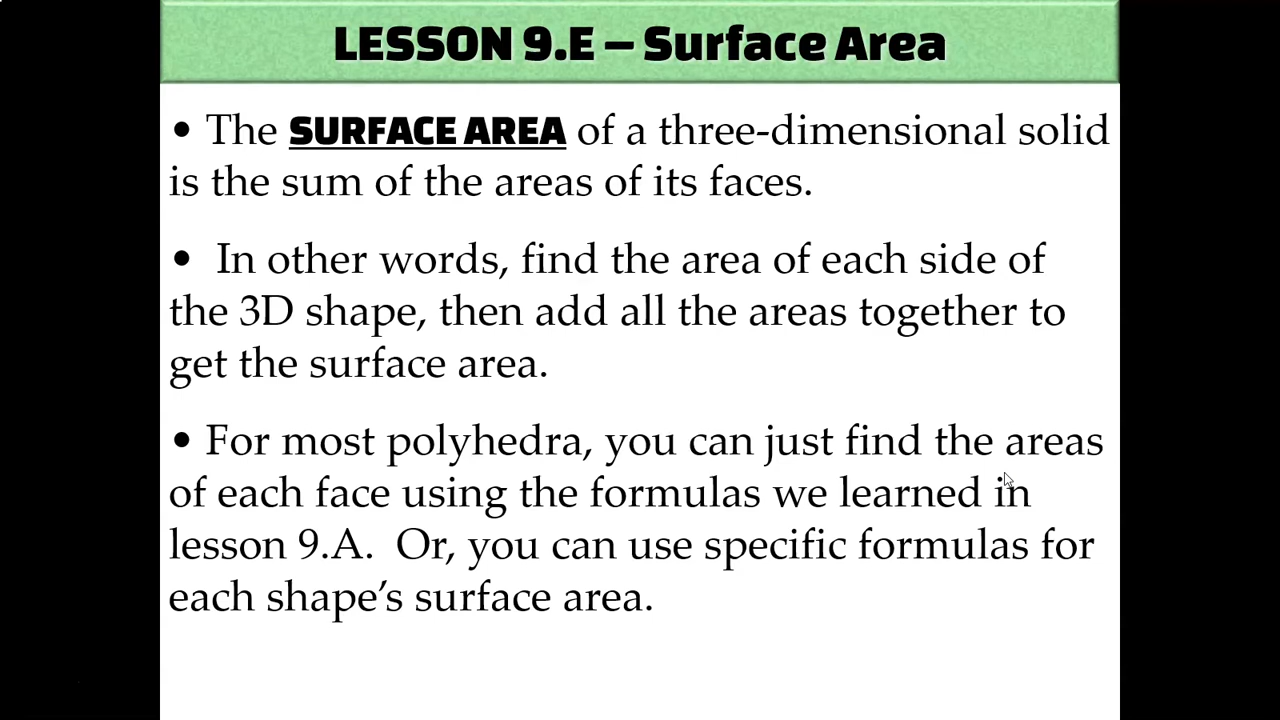 LESSON 9.E – Surface Area
• The SURFACE AREA of a three-dimensional solid
is the sum of the areas of its faces.
• In other words, find the area of each side of
the 3D shape, then add all the areas together to
get the surface area.
• For most polyhedra, you can just find the areas
of each face using the formulas we learned in
lesson 9.A. Or, you can use specific formulas for
each shape’s surface area.